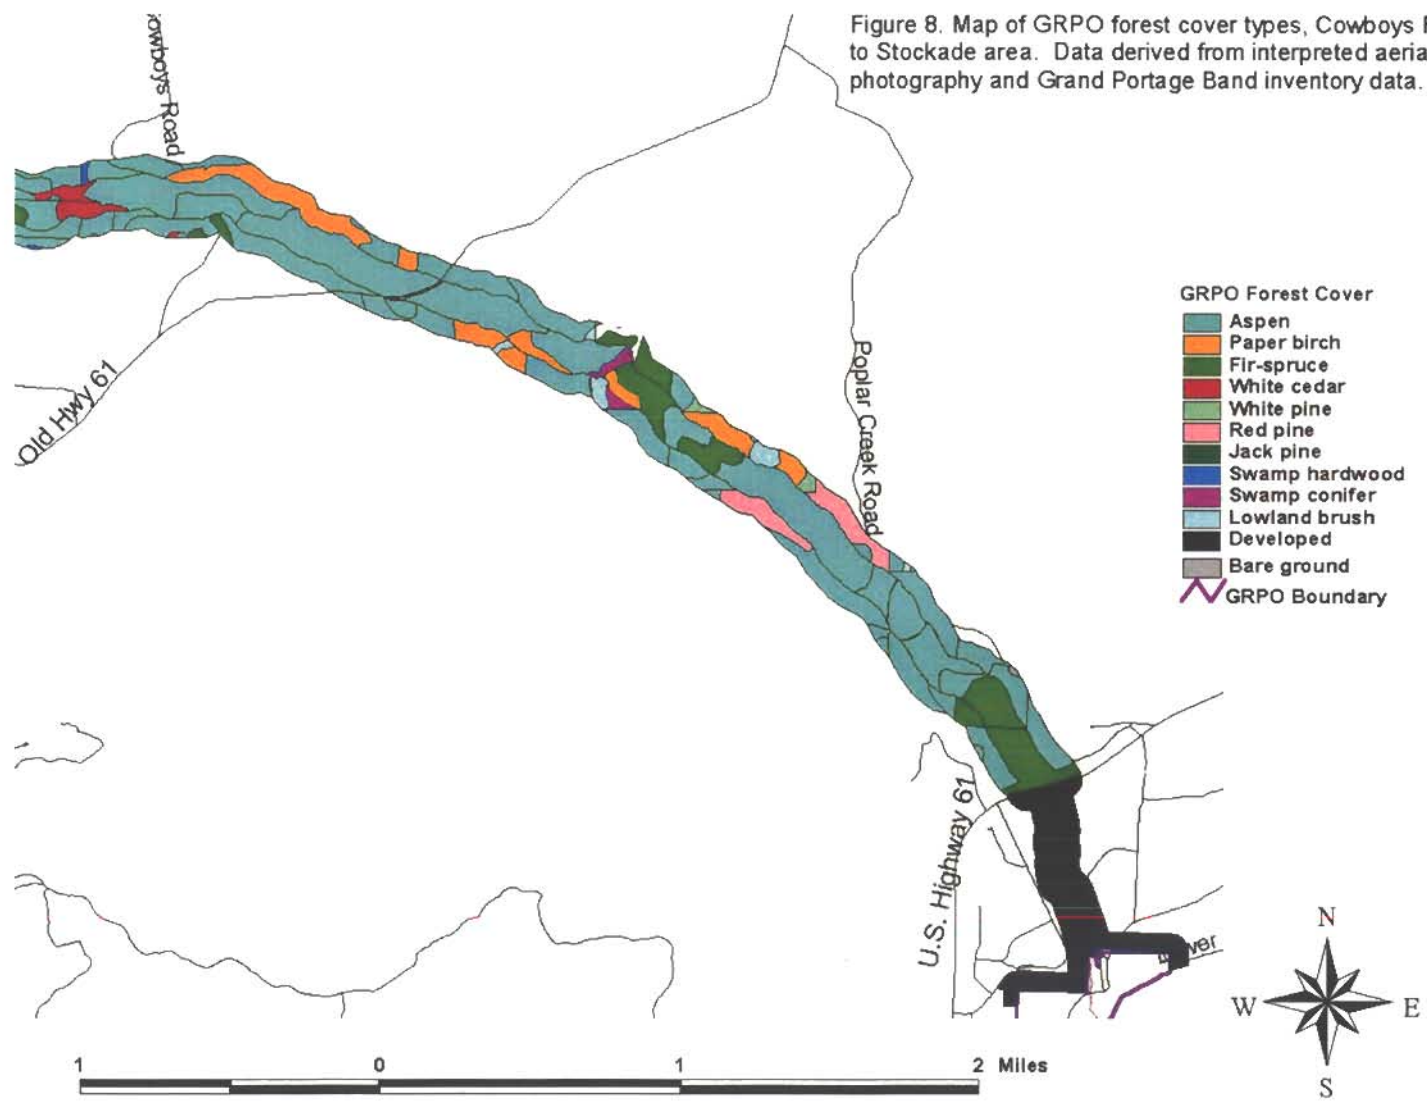 Figure 8. Map of GRPO forest cover types, Cowboys
to Stockade area. Data derived from interpreted aeria
photography and Grand Portage Band inventory data.
owboys Road
Old Hwy 61
Poplar Creek Road
GRPO Forest Cover
Aspen
Paper birch
Fir-spruce
White cedar
White pine
Red pine
Jack pine
Swamp hardwood
Swamp conifer
Lowland brush
Developed
Bare ground
GRPO Boundary
U.S. Highway 61
N
W
E
S
1 0 1 2 Miles